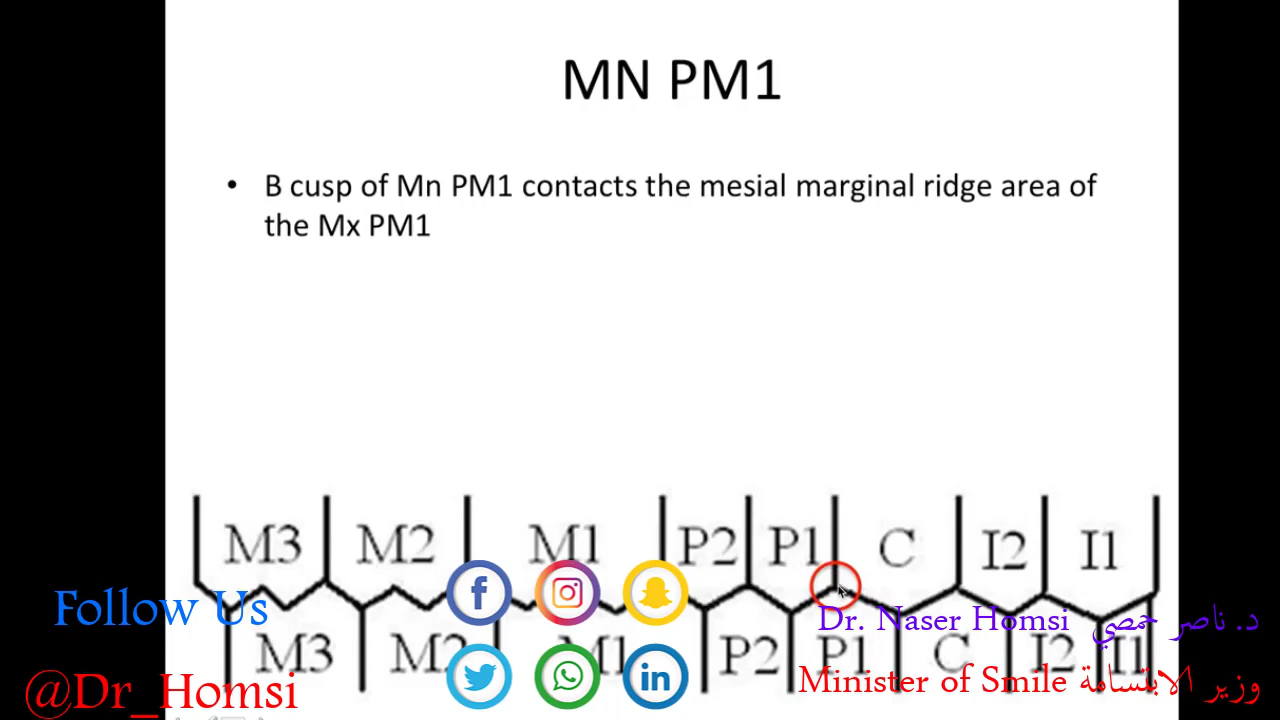 MN PM1
• B cusp of Mn PM1 contacts the mesial marginal ridge area of
the Mx PM1
M3 M2 M1 P2 P1 C I2 I1
M3 M2 M1 P2 P1 C I2 I1
Follow Us
@Dr_Homsi
Dr. Naser Homsi د. ناصر حمصي
Minister of Smile وزير الابتسامة